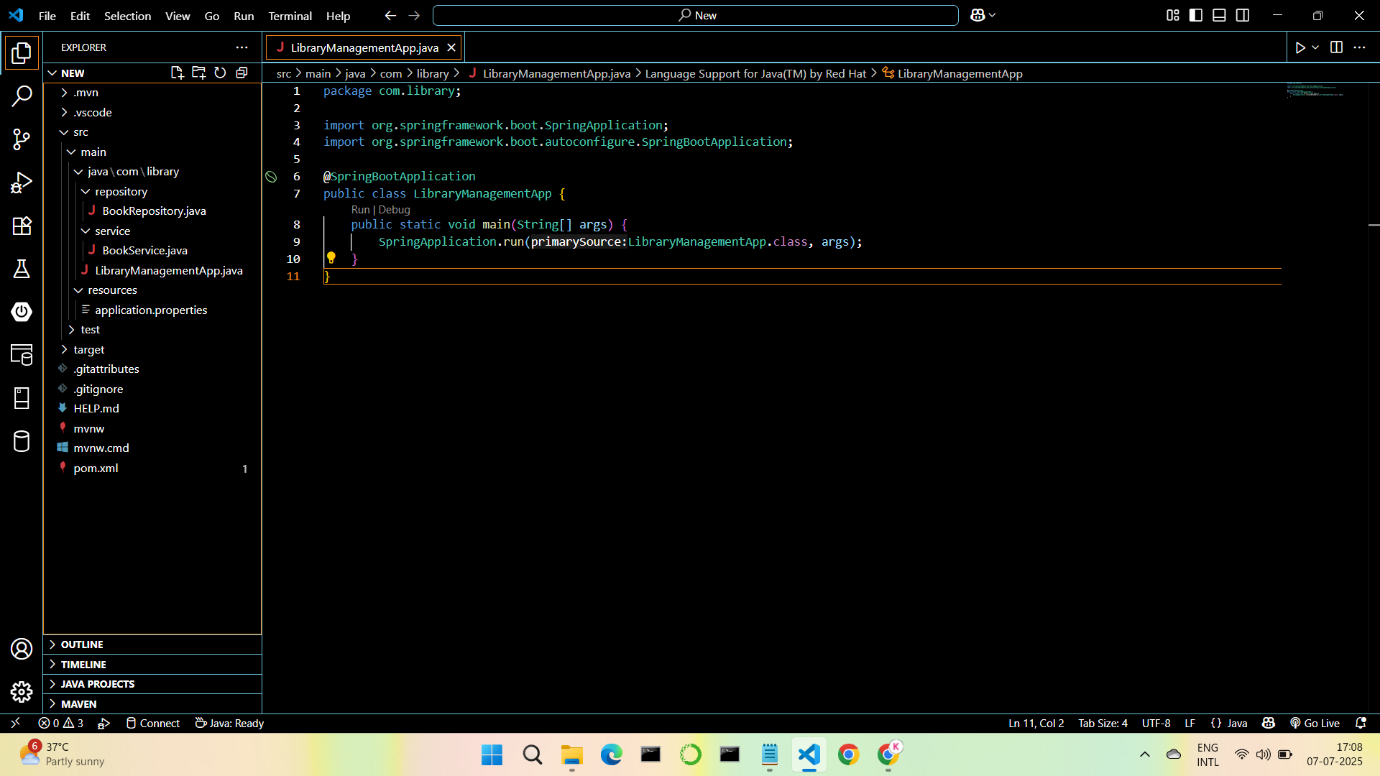 File Edit Selection View Go Run Terminal Help New
EXPLORER
LibraryManagementApp.java
NEW
src > main > java > com > library > LibraryManagementApp.java > Language Support for Java(TM) by Red Hat > LibraryManagementApp
.mvn
.vscode
src
main
java\com\library
repository
BookRepository.java
service
BookService.java
LibraryManagementApp.java
resources
application.properties
test
target
.gitattributes
.gitignore
HELP.md
mvnw
mvnw.cmd
pom.xml 1
OUTLINE
TIMELINE
JAVA PROJECTS
MAVEN
1 package com.library;
2
3 import org.springframework.boot.SpringApplication;
4 import org.springframework.boot.autoconfigure.SpringBootApplication;
5
6 @SpringBootApplication
7 public class LibraryManagementApp {
Run | Debug
8 public static void main(String[] args) {
9 SpringApplication.run(primarySource:LibraryManagementApp.class, args);
10 }
11 }
0 3 Connect Java: Ready Ln 11, Col 2 Tab Size: 4 UTF-8 LF {} Java Go Live
6 37°C
Partly sunny
K
ENG
INTL
17:08
07-07-2025